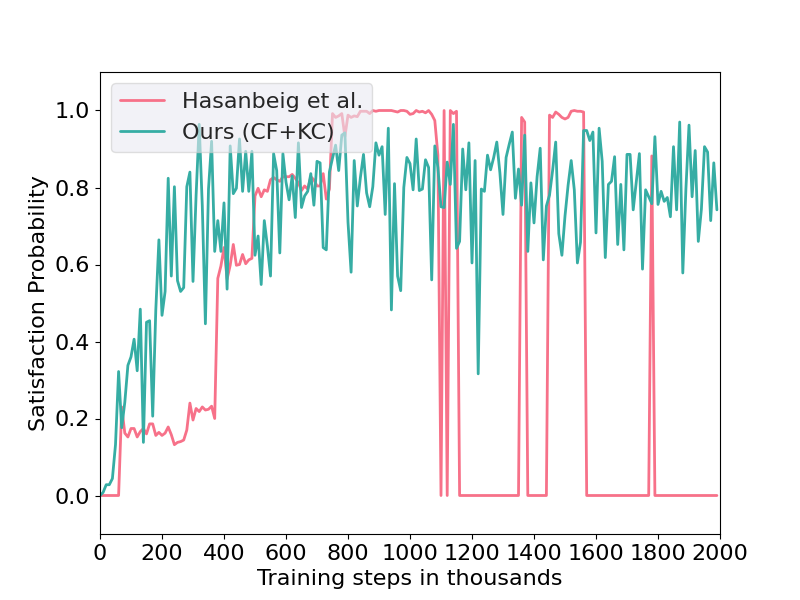 Hasanbeig et al.
Ours (CF+KC)
Satisfaction Probability
1.0
0.8
0.6
0.4
0.2
0.0
0 200 400 600 800 1000 1200 1400 1600 1800 2000
Training steps in thousands